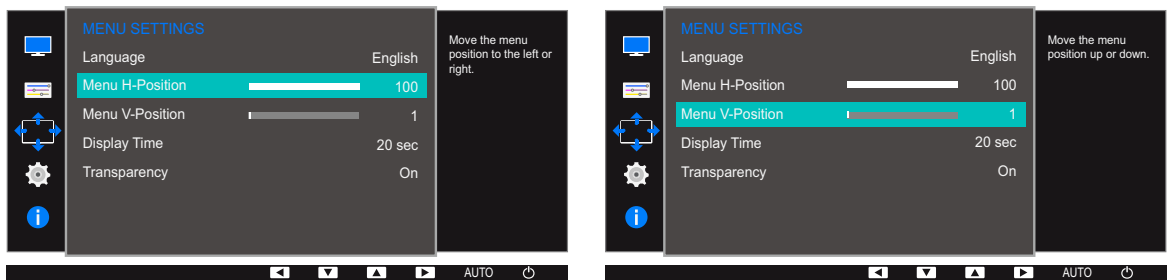 MENU SETTINGS
Language English
Menu H-Position 100
Menu V-Position 1
Display Time 20 sec
Transparency On
Move the menu
position to the left or
right.
AUTO
MENU SETTINGS
Language English
Menu H-Position 100
Menu V-Position 1
Display Time 20 sec
Transparency On
Move the menu
position up or down.
AUTO